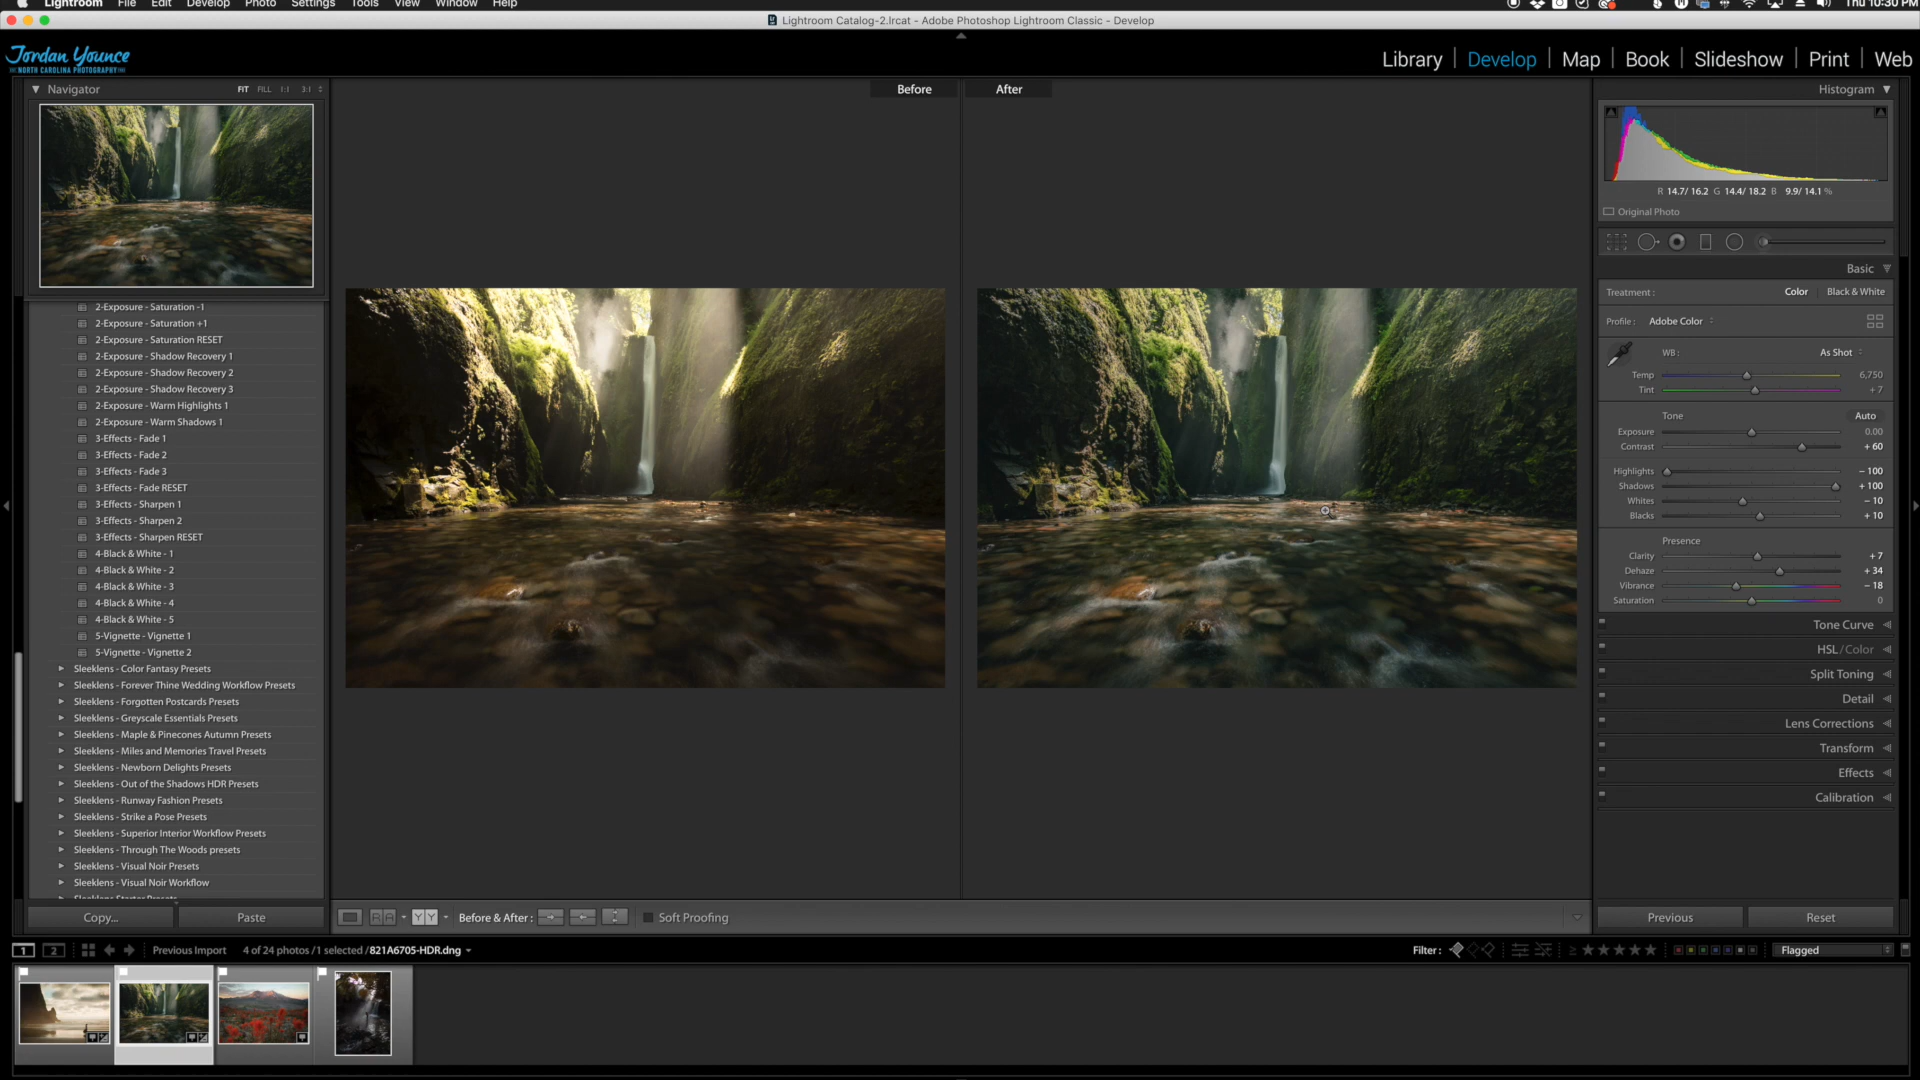 Lightroom File Edit Develop Photo Settings Tools View Window Help
Thu 10:30 PM
Lightroom Catalog-2.lrcat - Adobe Photoshop Lightroom Classic - Develop
Jordan Younce
NORTH CAROLINA PHOTOGRAPHY
Library Develop Map Book Slideshow Print Web
Navigator FIT FILL 1:1 3:1
Before After
Histogram
R 14.7/ 16.2 G 14.4/ 18.2 B 9.9/ 14.1 %
Original Photo
Basic
Treatment : Color Black & White
Profile : Adobe Color
WB : As Shot
Temp 6,750
Tint + 7
Tone Auto
Exposure 0.00
Contrast + 60
Highlights – 100
Shadows + 100
Whites – 10
Blacks + 10
Presence
Clarity + 7
Dehaze + 34
Vibrance – 18
Saturation 0
Tone Curve
HSL / Color
Split Toning
Detail
Lens Corrections
Transform
Effects
Calibration
2-Exposure - Saturation -1
2-Exposure - Saturation +1
2-Exposure - Saturation RESET
2-Exposure - Shadow Recovery 1
2-Exposure - Shadow Recovery 2
2-Exposure - Shadow Recovery 3
2-Exposure - Warm Highlights 1
2-Exposure - Warm Shadows 1
3-Effects - Fade 1
3-Effects - Fade 2
3-Effects - Fade 3
3-Effects - Fade RESET
3-Effects - Sharpen 1
3-Effects - Sharpen 2
3-Effects - Sharpen RESET
4-Black & White - 1
4-Black & White - 2
4-Black & White - 3
4-Black & White - 4
4-Black & White - 5
5-Vignette - Vignette 1
5-Vignette - Vignette 2
Sleeklens - Color Fantasy Presets
Sleeklens - Forever Thine Wedding Workflow Presets
Sleeklens - Forgotten Postcards Presets
Sleeklens - Greyscale Essentials Presets
Sleeklens - Maple & Pinecones Autumn Presets
Sleeklens - Miles and Memories Travel Presets
Sleeklens - Newborn Delights Presets
Sleeklens - Out of the Shadows HDR Presets
Sleeklens - Runway Fashion Presets
Sleeklens - Strike a Pose Presets
Sleeklens - Superior Interior Workflow Presets
Sleeklens - Through The Woods presets
Sleeklens - Visual Noir Presets
Sleeklens - Visual Noir Workflow
Copy... Paste
R A Y Y Before & After : Soft Proofing
Previous Reset
1 2 Previous Import 4 of 24 photos / 1 selected / 821A6705-HDR.dng
Filter : Flagged